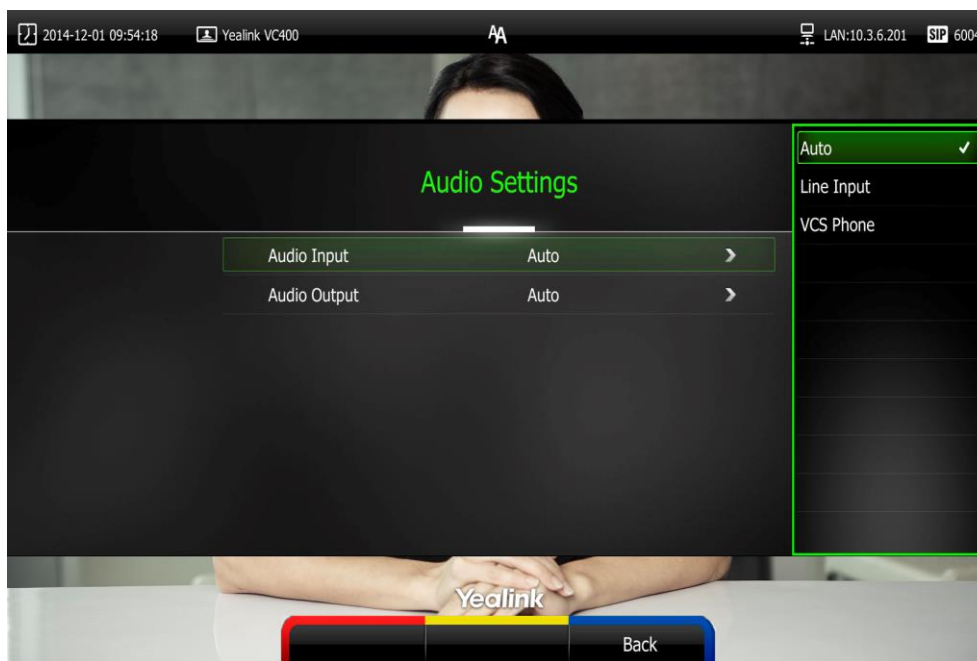 2014-12-01 09:54:18 Yealink VC400 AA LAN:10.3.6.201 SIP 6004
Audio Settings
Audio Input Auto
Audio Output Auto
Auto
Line Input
VCS Phone
Yealink
Back